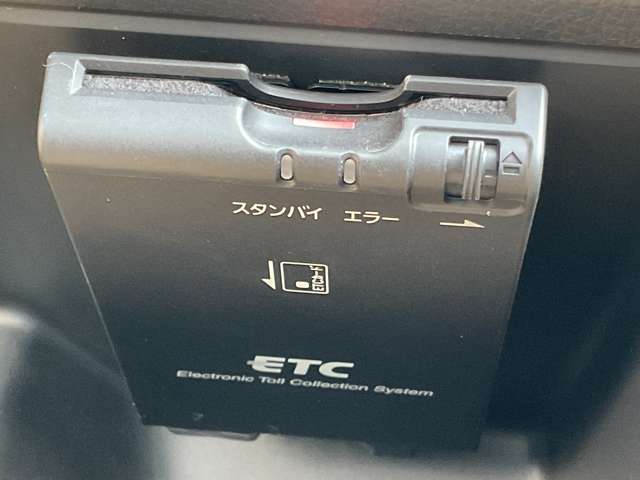 スタンバイ エラー
ETC
Electronic Toll Collection System